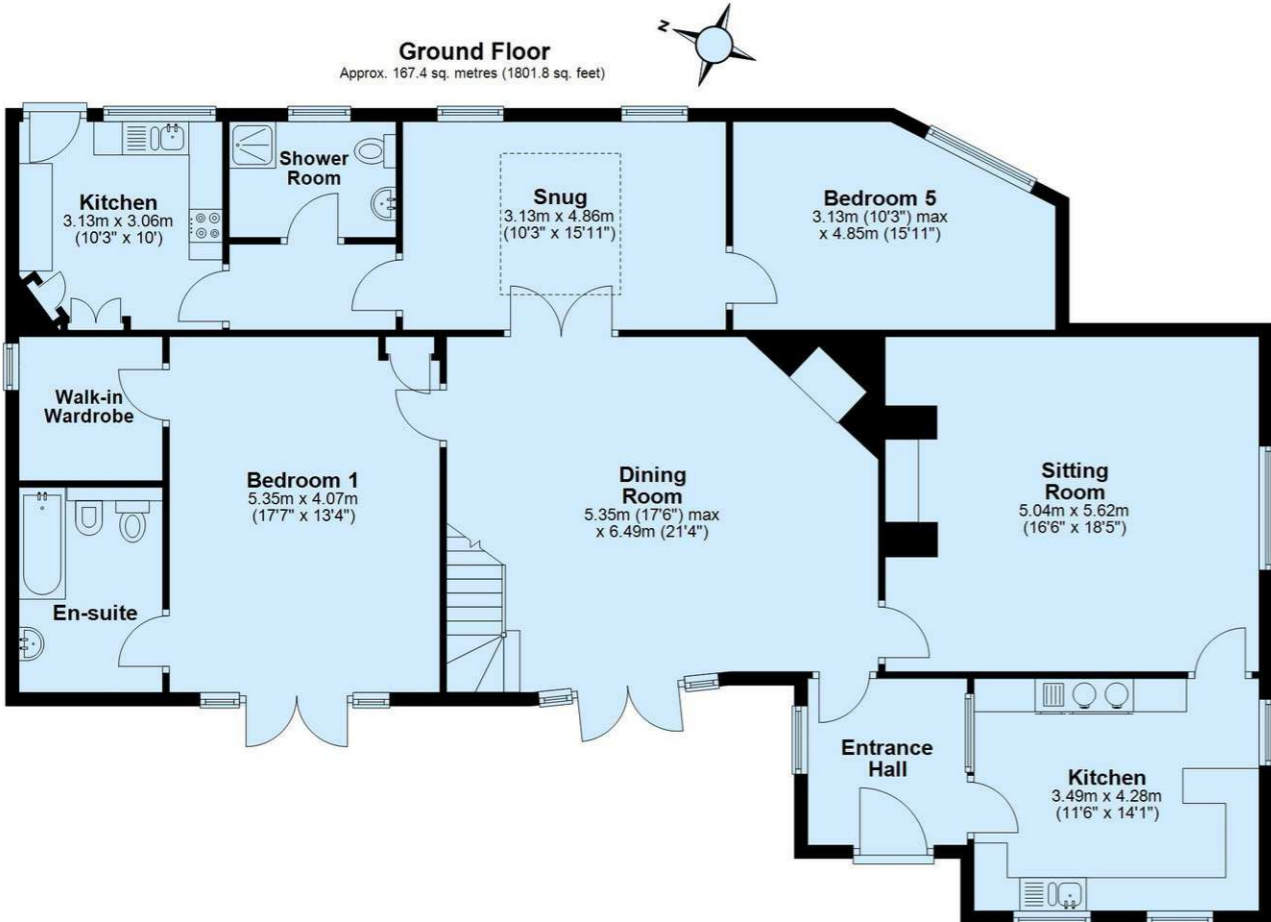 Ground Floor
Approx. 167.4 sq. metres (1801.8 sq. feet)
N
Kitchen
3.13m x 3.06m
(10'3" x 10')
Shower
Room
Snug
3.13m x 4.86m
(10'3" x 15'11")
Bedroom 5
3.13m (10'3") max
x 4.85m (15'11")
Walk-in
Wardrobe
Bedroom 1
5.35m x 4.07m
(17'7" x 13'4")
Dining
Room
5.35m (17'6") max
x 6.49m (21'4")
Sitting
Room
5.04m x 5.62m
(16'6" x 18'5")
En-suite
Entrance
Hall
Kitchen
3.49m x 4.28m
(11'6" x 14'1")